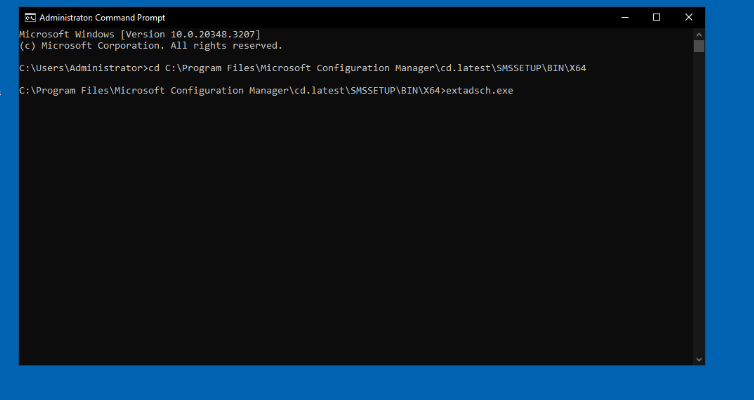 Administrator: Command Prompt
Microsoft Windows [Version 10.0.20348.3207]
(c) Microsoft Corporation. All rights reserved.
C:\Users\Administrator>cd C:\Program Files\Microsoft Configuration Manager\cd.latest\SMSSETUP\BIN\X64
C:\Program Files\Microsoft Configuration Manager\cd.latest\SMSSETUP\BIN\X64>extadsch.exe